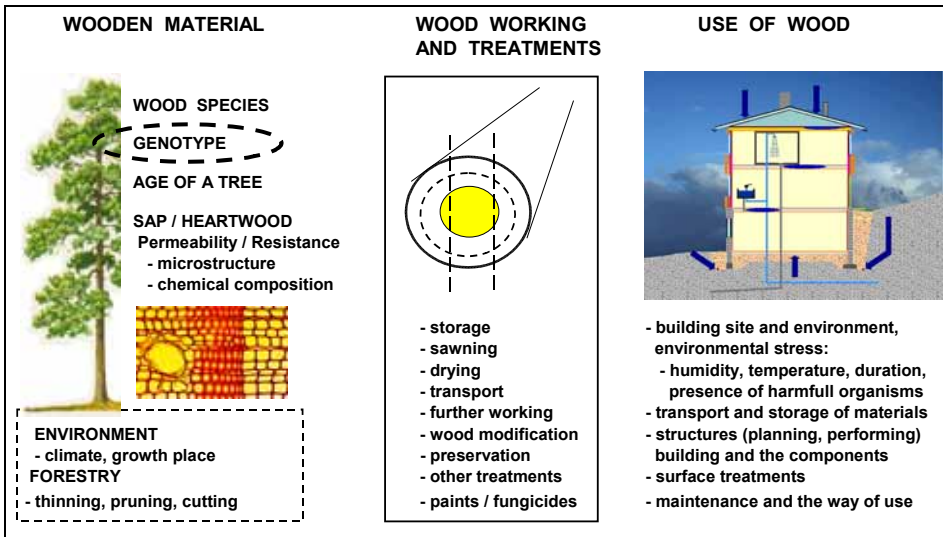 WOODEN MATERIAL
WOOD SPECIES
GENOTYPE
AGE OF A TREE
SAP / HEARTWOOD
Permeability / Resistance
- microstructure
- chemical composition
ENVIRONMENT
- climate, growth place
FORESTRY
- thinning, pruning, cutting
WOOD WORKING
AND TREATMENTS
- storage
- sawning
- drying
- transport
- further working
- wood modification
- preservation
- other treatments
- paints / fungicides
USE OF WOOD
- building site and environment,
environmental stress:
- humidity, temperature, duration,
presence of harmfull organisms
- transport and storage of materials
- structures (planning, performing)
building and the components
- surface treatments
- maintenance and the way of use